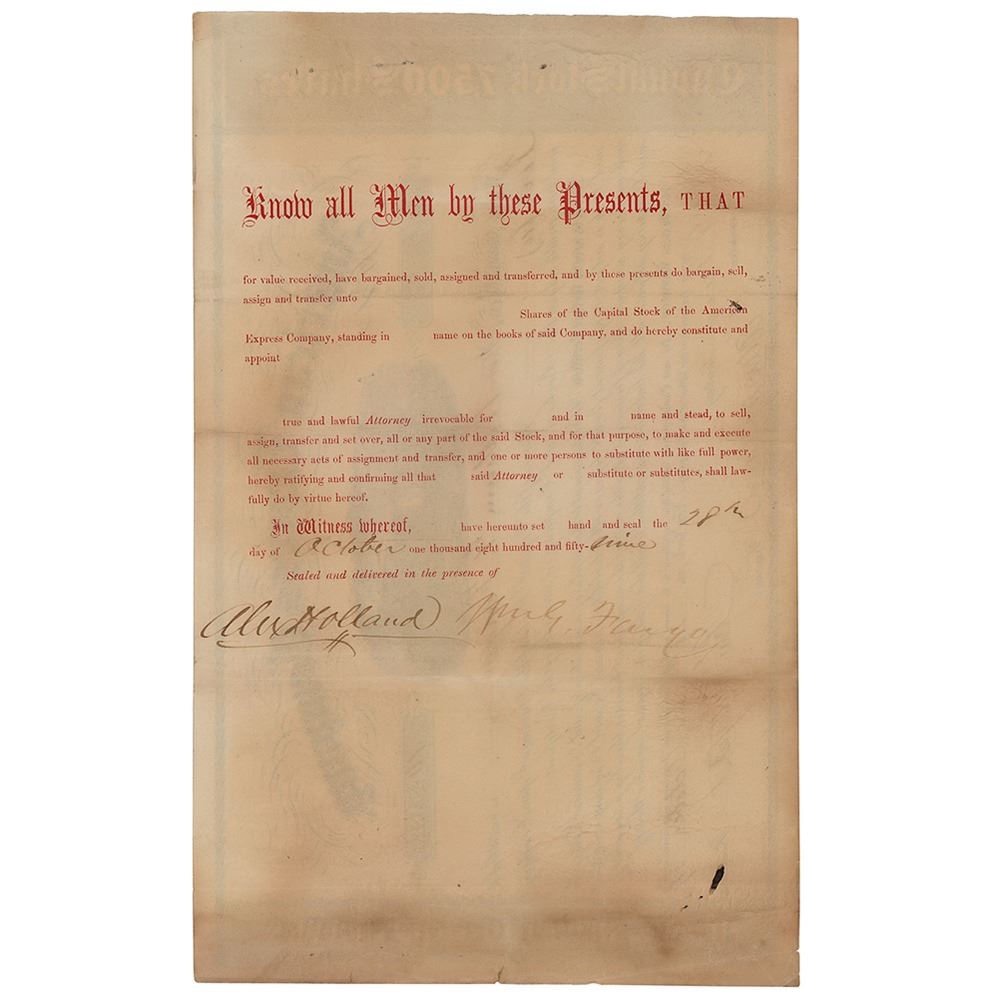 Know all Men by these Presents, THAT
for value received, have bargained, sold, assigned and transferred, and by these presents do bargain, sell,
assign and transfer unto
Shares of the Capital Stock of the American
Express Company, standing in name on the books of said Company, and do hereby constitute and
appoint
true and lawful Attorney irrevocable for and in name and stead, to sell,
assign, transfer and set over, all or any part of the said Stock, and for that purpose, to make and execute
all necessary acts of assignment and transfer, and one or more persons to substitute with like full power,
hereby ratifying and confirming all that said Attorney or substitute or substitutes, shall law-
fully do by virtue hereof.
In Witness whereof, have hereunto set hand and seal the 28th
day of October one thousand eight hundred and fifty-nine
Sealed and delivered in the presence of
Alex Holland Wm G. Fargo